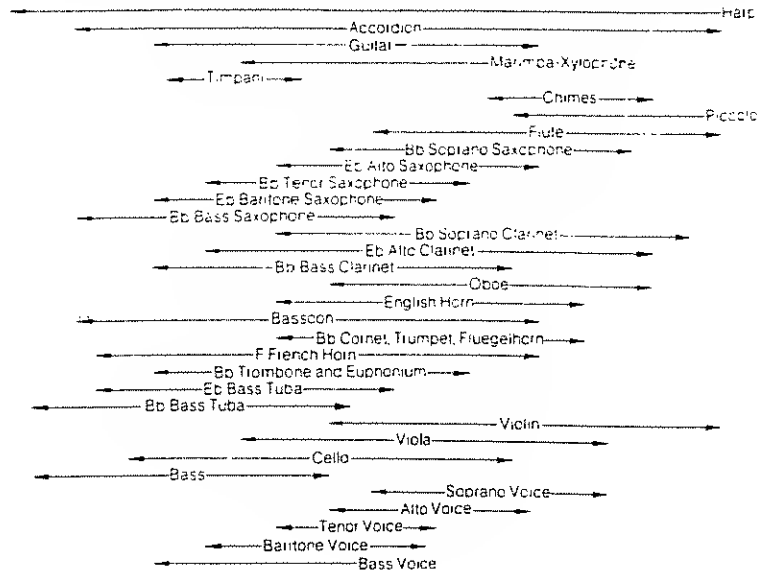 Harp
Accordion
Guitar
Marimba-Xylophone
Timpani
Chimes
Piccolo
Flute
Bb Soprano Saxophone
Eb Alto Saxophone
Eb Tenor Saxophone
Eb Baritone Saxophone
Eb Bass Saxophone
Bb Soprano Clarinet
Eb Alto Clarinet
Bb Bass Clarinet
Oboe
English Horn
Bassoon
Bb Cornet, Trumpet, Fluegelhorn
F French Horn
Bb Trombone and Euphonium
Eb Bass Tuba
Bb Bass Tuba
Violin
Viola
Cello
Bass
Soprano Voice
Alto Voice
Tenor Voice
Baritone Voice
Bass Voice